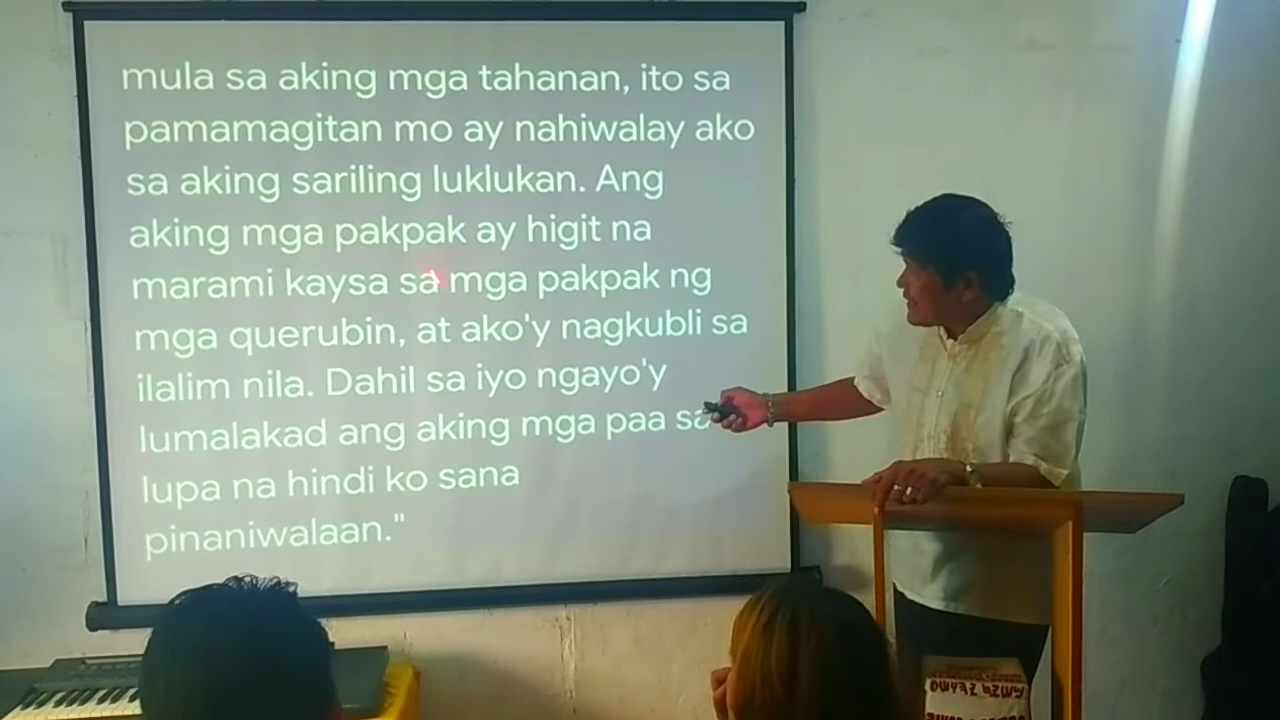 mula sa aking mga tahanan, ito sa
pamamagitan mo ay nahiwalay ako
sa aking sariling luklukan. Ang
aking mga pakpak ay higit na
marami kaysa sa mga pakpak ng
mga querubin, at ako'y nagkubli sa
ilalim nila. Dahil sa iyo ngayo'y
lumalakad ang aking mga paa sa
lupa na hindi ko sana
pinaniwalaan."